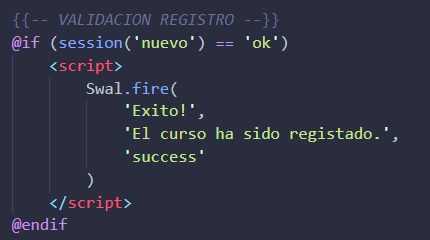 {{-- VALIDACION REGISTRO --}}
@if (session('nuevo') == 'ok')
<script>
Swal.fire(
'Exito!',
'El curso ha sido registado.',
'success'
)
</script>
@endif